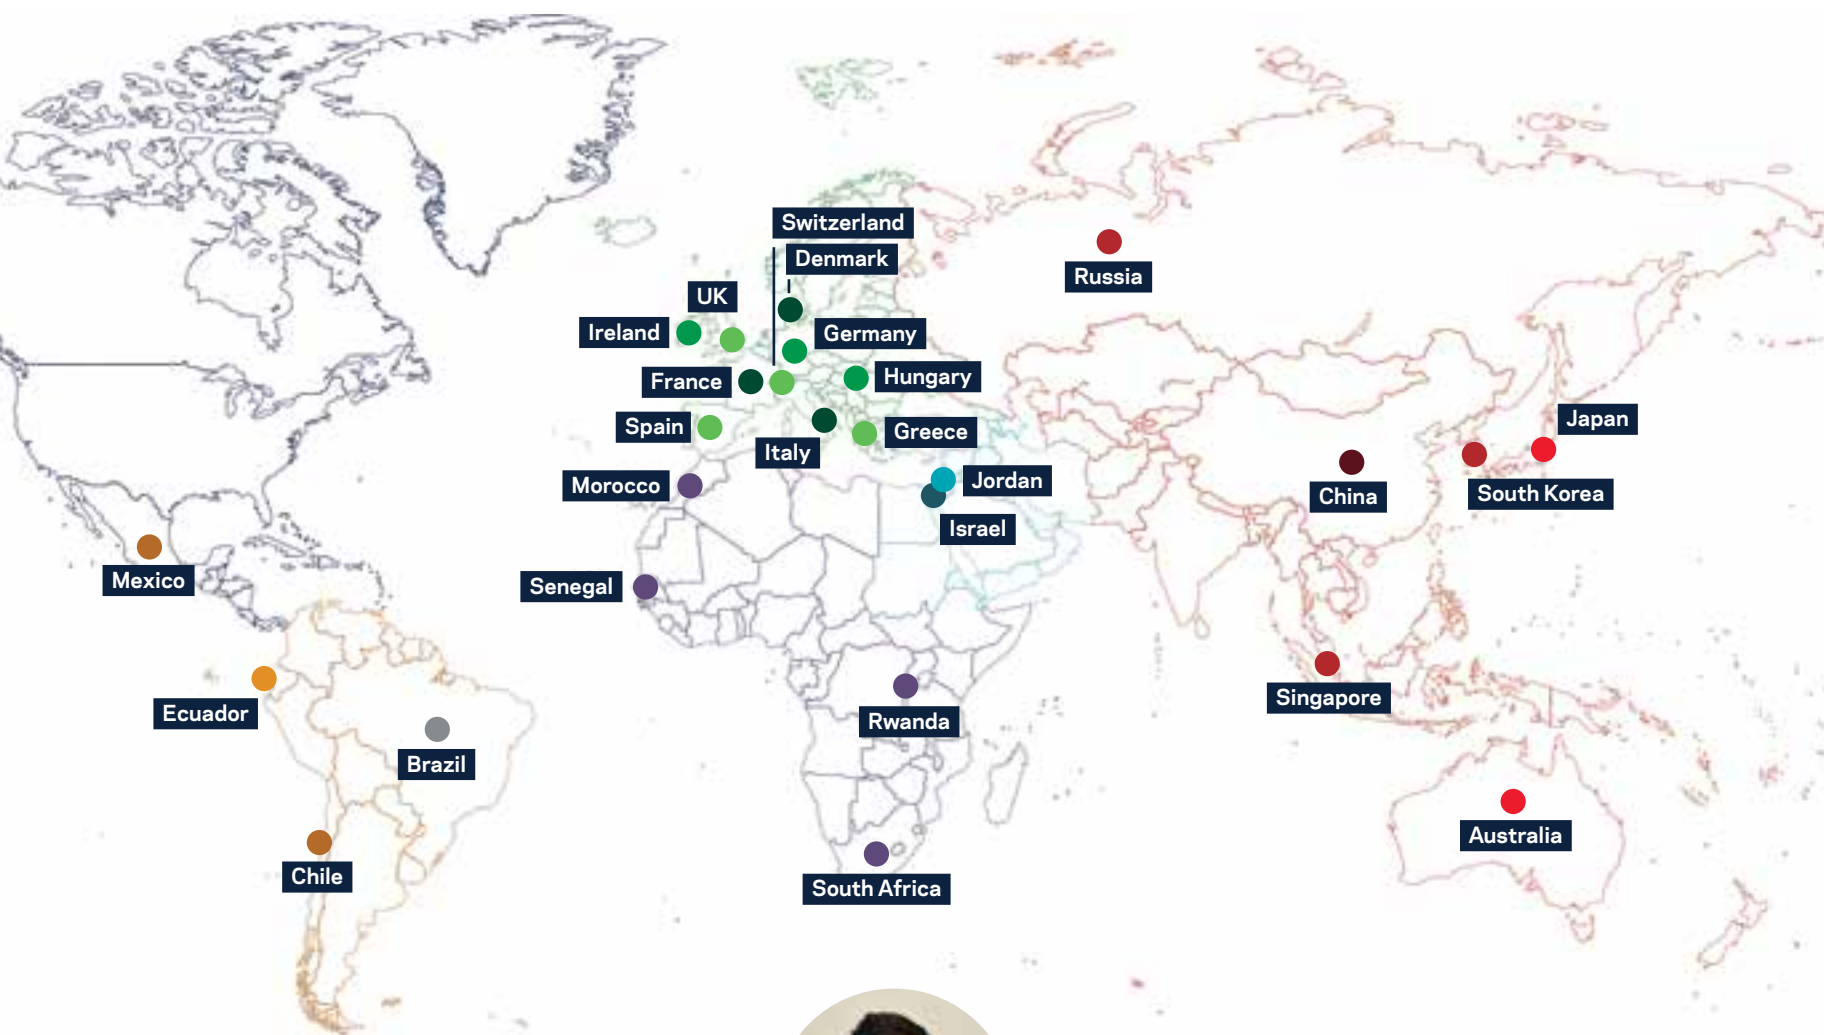 Switzerland
Denmark
Russia
UK
Ireland
Germany
France
Hungary
Japan
Spain
Greece
Italy
Morocco
Jordan
China
South Korea
Israel
Mexico
Senegal
Singapore
Ecuador
Rwanda
Brazil
Australia
Chile
South Africa